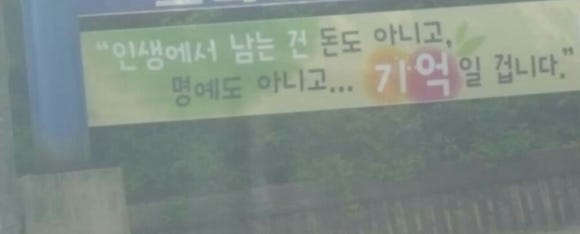 “인생에서 남는 건 돈도 아니고,
명예도 아니고... 기억일 겁니다.”